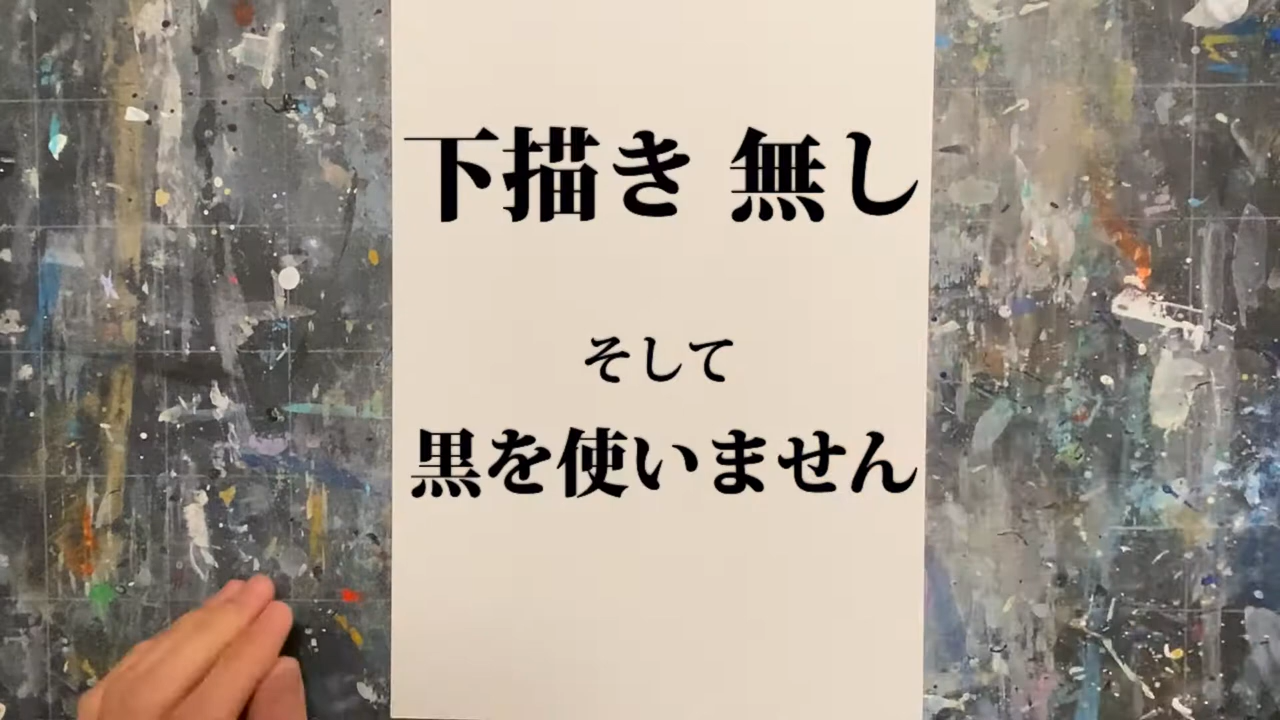 下描き 無し
そして
黒を使いません